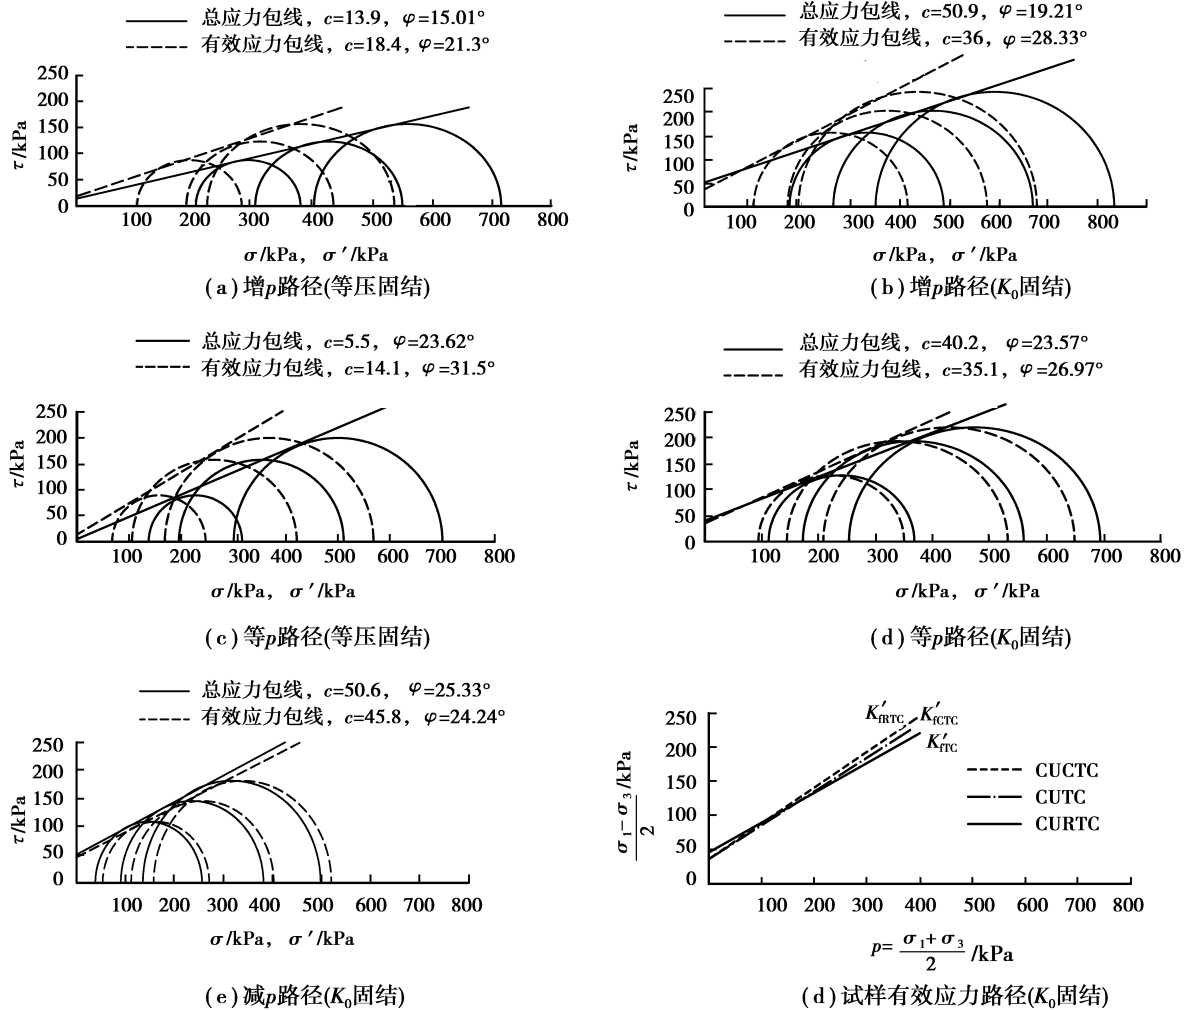 总应力包线，c=13.9，φ=15.01°
有效应力包线，c=18.4，φ=21.3°
τ/kPa
250
200
150
100
50
0
100 200 300 400 500 600 700 800
σ/kPa，σ′/kPa
(a)增p路径(等压固结)
总应力包线，c=50.9，φ=19.21°
有效应力包线，c=36，φ=28.33°
τ/kPa
250
200
150
100
50
0
100 200 300 400 500 600 700 800
σ/kPa，σ′/kPa
(b)增p路径(K₀固结)
总应力包线，c=5.5，φ=23.62°
有效应力包线，c=14.1，φ=31.5°
τ/kPa
250
200
150
100
50
0
100 200 300 400 500 600 700 800
σ/kPa，σ′/kPa
(c)等p路径(等压固结)
总应力包线，c=40.2，φ=23.57°
有效应力包线，c=35.1，φ=26.97°
τ/kPa
250
200
150
100
50
0
100 200 300 400 500 600 700 800
σ/kPa，σ′/kPa
(d)等p路径(K₀固结)
总应力包线，c=50.6，φ=25.33°
有效应力包线，c=45.8，φ=24.24°
τ/kPa
250
200
150
100
50
0
100 200 300 400 500 600 700 800
σ/kPa，σ′/kPa
(e)减p路径(K₀固结)
K′fRTC K′fCTC
K′fTC
CUCTC
CUTC
CURTC
(σ₁−σ₃)/2 /kPa
250
200
150
100
50
0
100 200 300 400 500 600 700 800
p=(σ₁+σ₃)/2 /kPa
(d)试样有效应力路径(K₀固结)